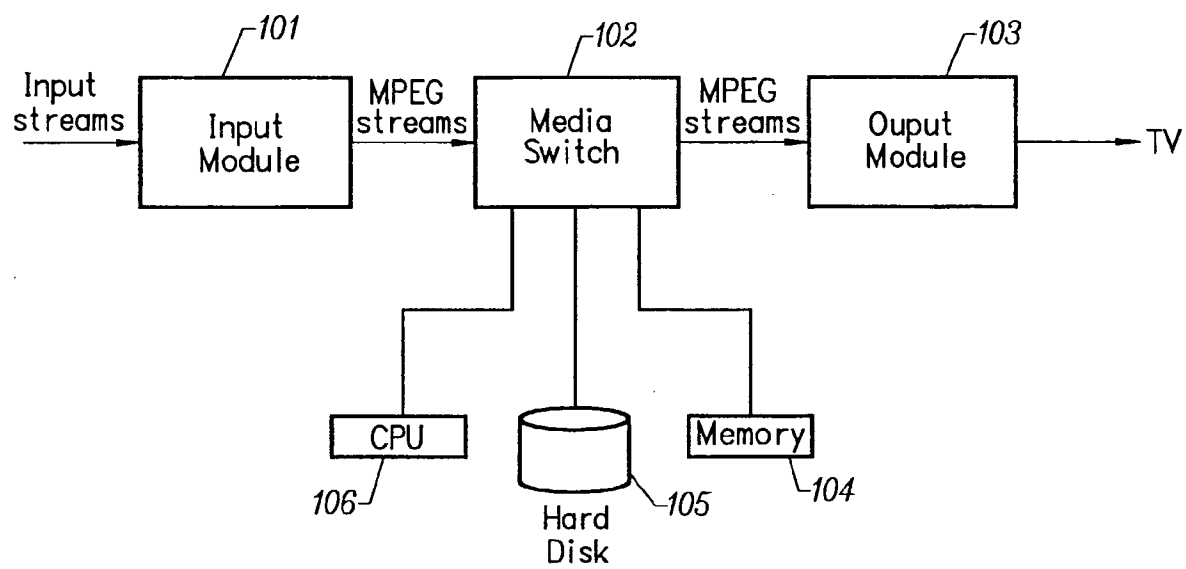 101
102
103
Input
streams
Input
Module
MPEG
streams
Media
Switch
MPEG
streams
Ouput
Module
TV
CPU
106
Hard
Disk
105
Memory
104